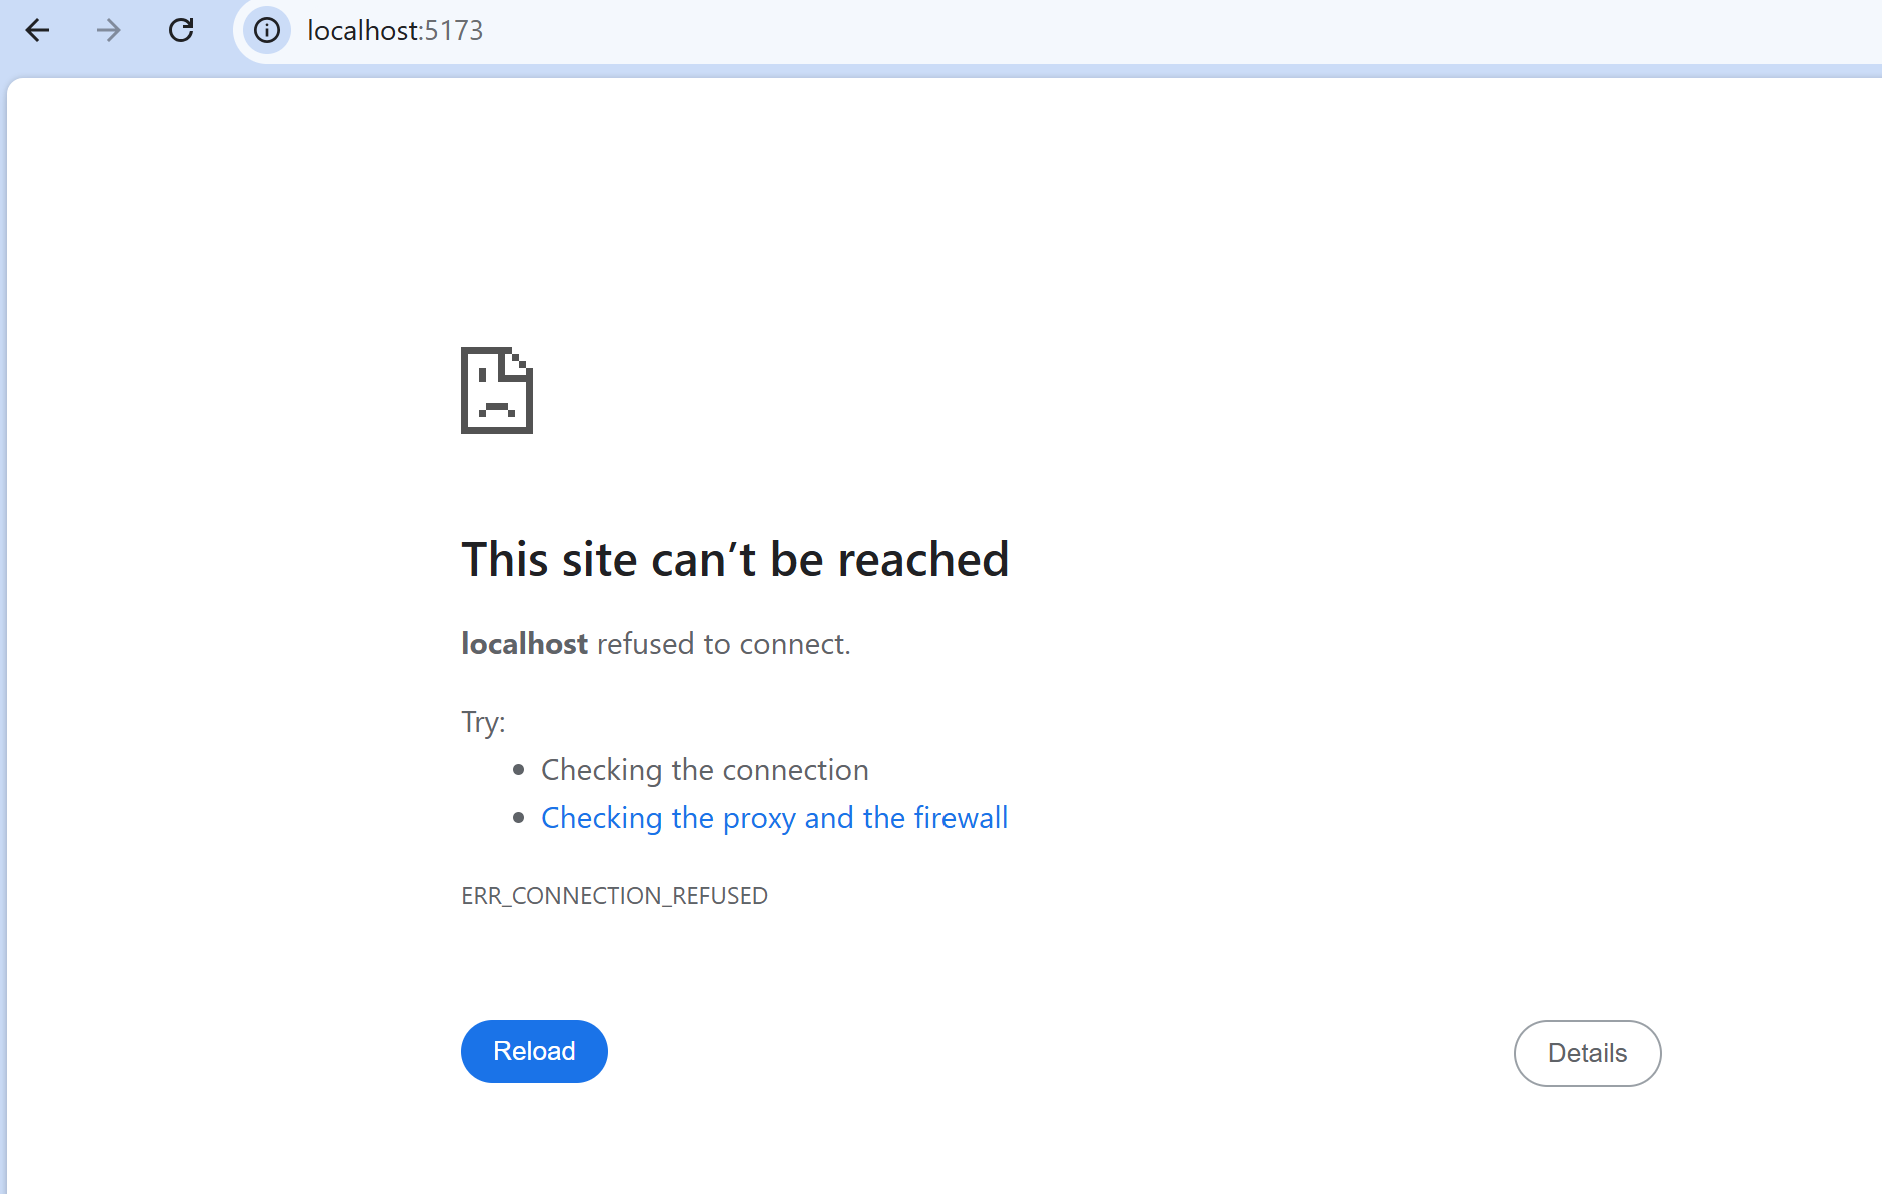 localhost:5173
This site can’t be reached
localhost refused to connect.
Try:
Checking the connection
Checking the proxy and the firewall
ERR_CONNECTION_REFUSED
Reload
Details